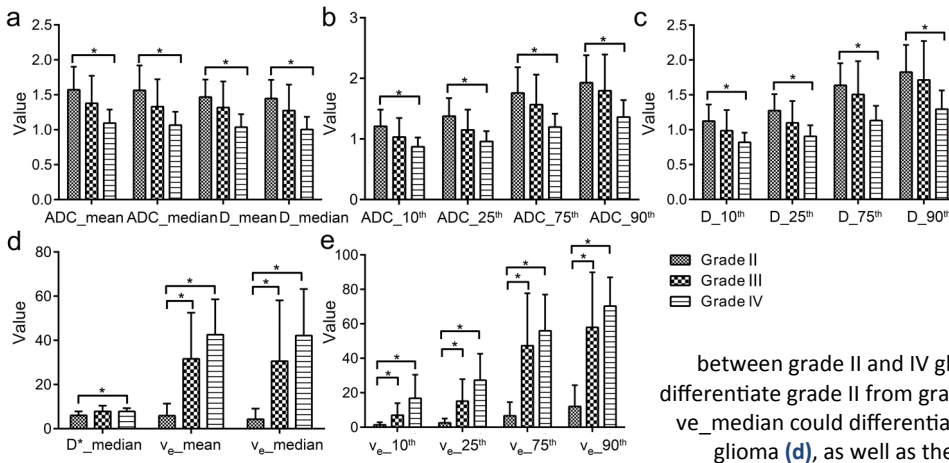 a
2.5
2.0
1.5
1.0
0.5
0.0
Value
* * * *
ADC_mean ADC_median D_mean D_median
b
3
2
1
0
Value
* * * *
ADC_10th ADC_25th ADC_75th ADC_90th
c
2.5
2.0
1.5
1.0
0.5
0.0
Value
* * * *
D_10th D_25th D_75th D_90th
d
80
60
40
20
0
Value
* * * * *
D*_median ve_mean ve_median
e
100
80
60
40
20
0
Value
* * * * * * * *
ve_10th ve_25th ve_75th ve_90th
Grade II
Grade III
Grade IV
between grade II and IV gl
differentiate grade II from gra
ve_median could differentia
glioma (d), as well as the